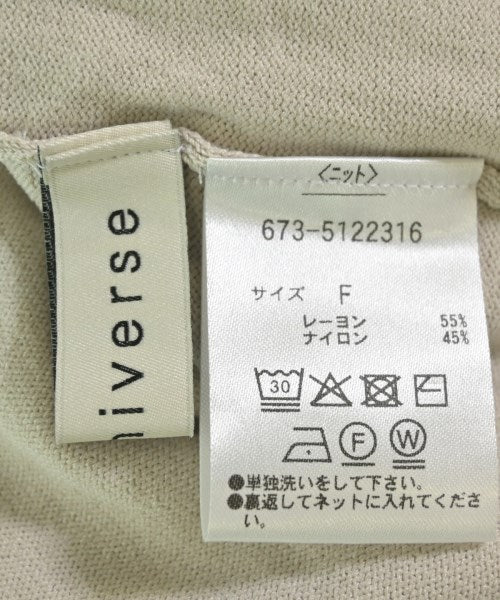 niverse
〈ニット〉
673-5122316
サイズ F
レーヨン 55%
ナイロン 45%
30
F W
●単独洗いをして下さい。
●裏返してネットに入れてくださ
い。